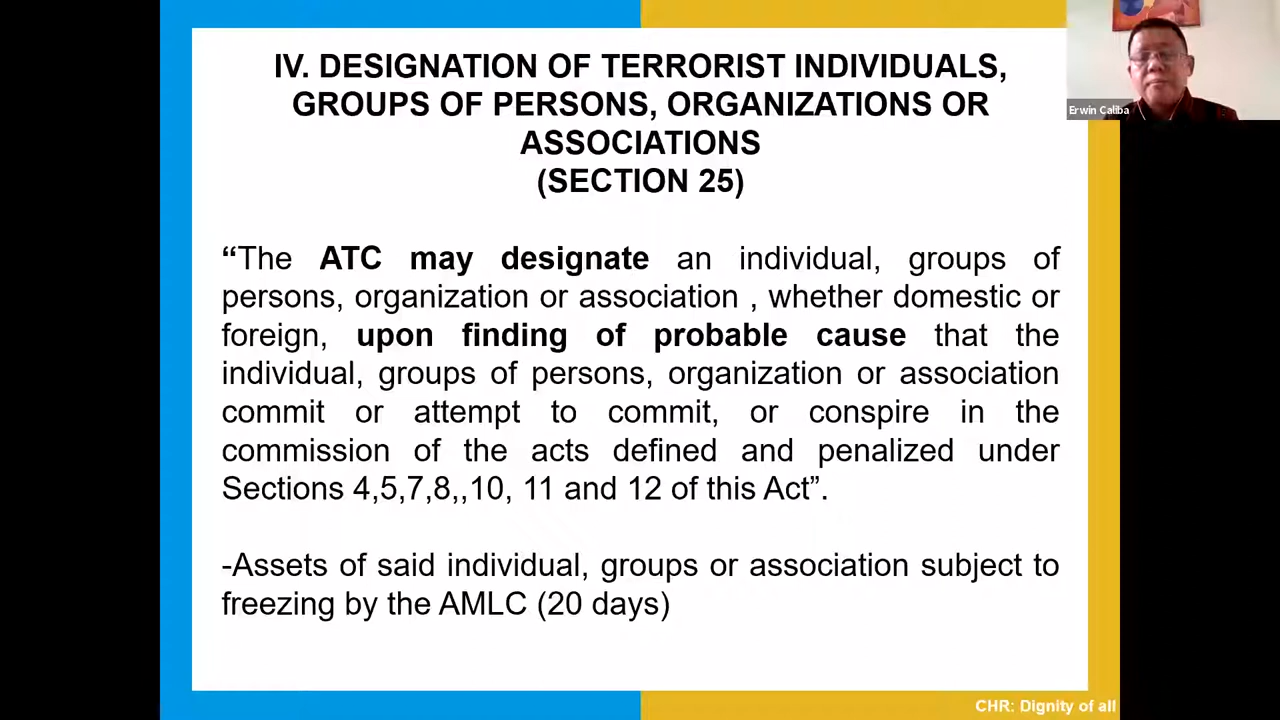 IV. DESIGNATION OF TERRORIST INDIVIDUALS,
GROUPS OF PERSONS, ORGANIZATIONS OR
ASSOCIATIONS
(SECTION 25)
“The ATC may designate an individual, groups of
persons, organization or association , whether domestic or
foreign, upon finding of probable cause that the
individual, groups of persons, organization or association
commit or attempt to commit, or conspire in the
commission of the acts defined and penalized under
Sections 4,5,7,8,,10, 11 and 12 of this Act”.
-Assets of said individual, groups or association subject to
freezing by the AMLC (20 days)
CHR: Dignity of all
Erwin Caliba